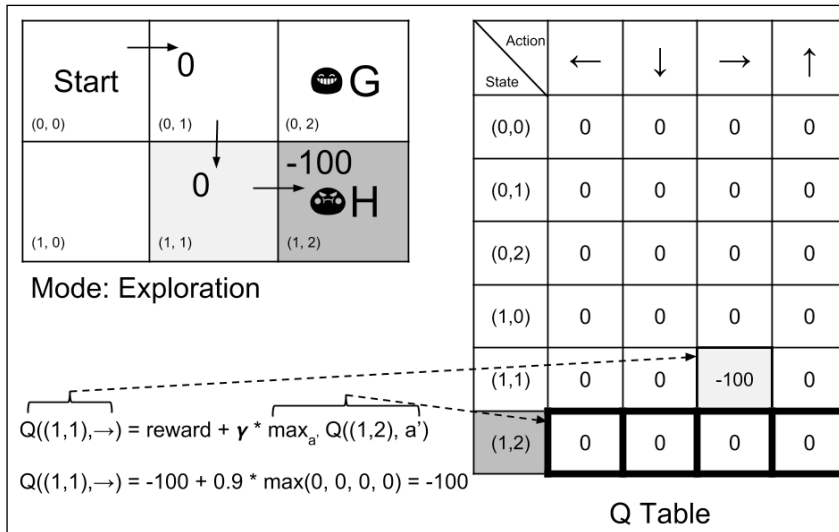 Start
0
G
(0, 0)
(0, 1)
(0, 2)
0
-100
H
(1, 0)
(1, 1)
(1, 2)
Mode: Exploration
Q((1,1),→) = reward + γ * maxₐ' Q((1,2), a’)
Q((1,1),→) = -100 + 0.9 * max(0, 0, 0, 0) = -100
Action
State
← ↓ → ↑
(0,0) 0 0 0 0
(0,1) 0 0 0 0
(0,2) 0 0 0 0
(1,0) 0 0 0 0
(1,1) 0 0 -100 0
(1,2) 0 0 0 0
Q Table